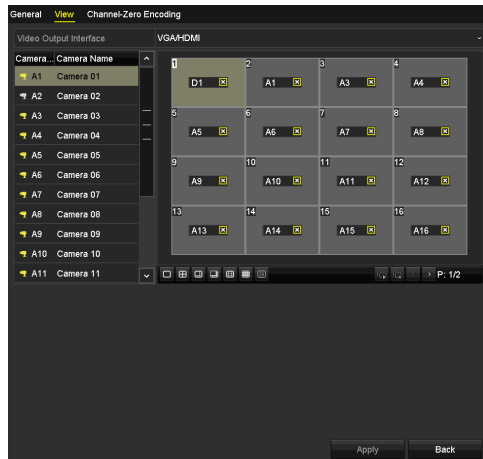 General View Channel-Zero Encoding
Video Output Interface VGA/HDMI
Camera... Camera Name
A1 Camera 01
A2 Camera 02
A3 Camera 03
A4 Camera 04
A5 Camera 05
A6 Camera 06
A7 Camera 07
A8 Camera 08
A9 Camera 09
A10 Camera 10
A11 Camera 11
1 2 3 4
D1 A1 A3 A4
5 6 7 8
A5 A6 A7 A8
9 10 11 12
A9 A10 A11 A12
13 14 15 16
A13 A14 A15 A16
P: 1/2
Apply Back